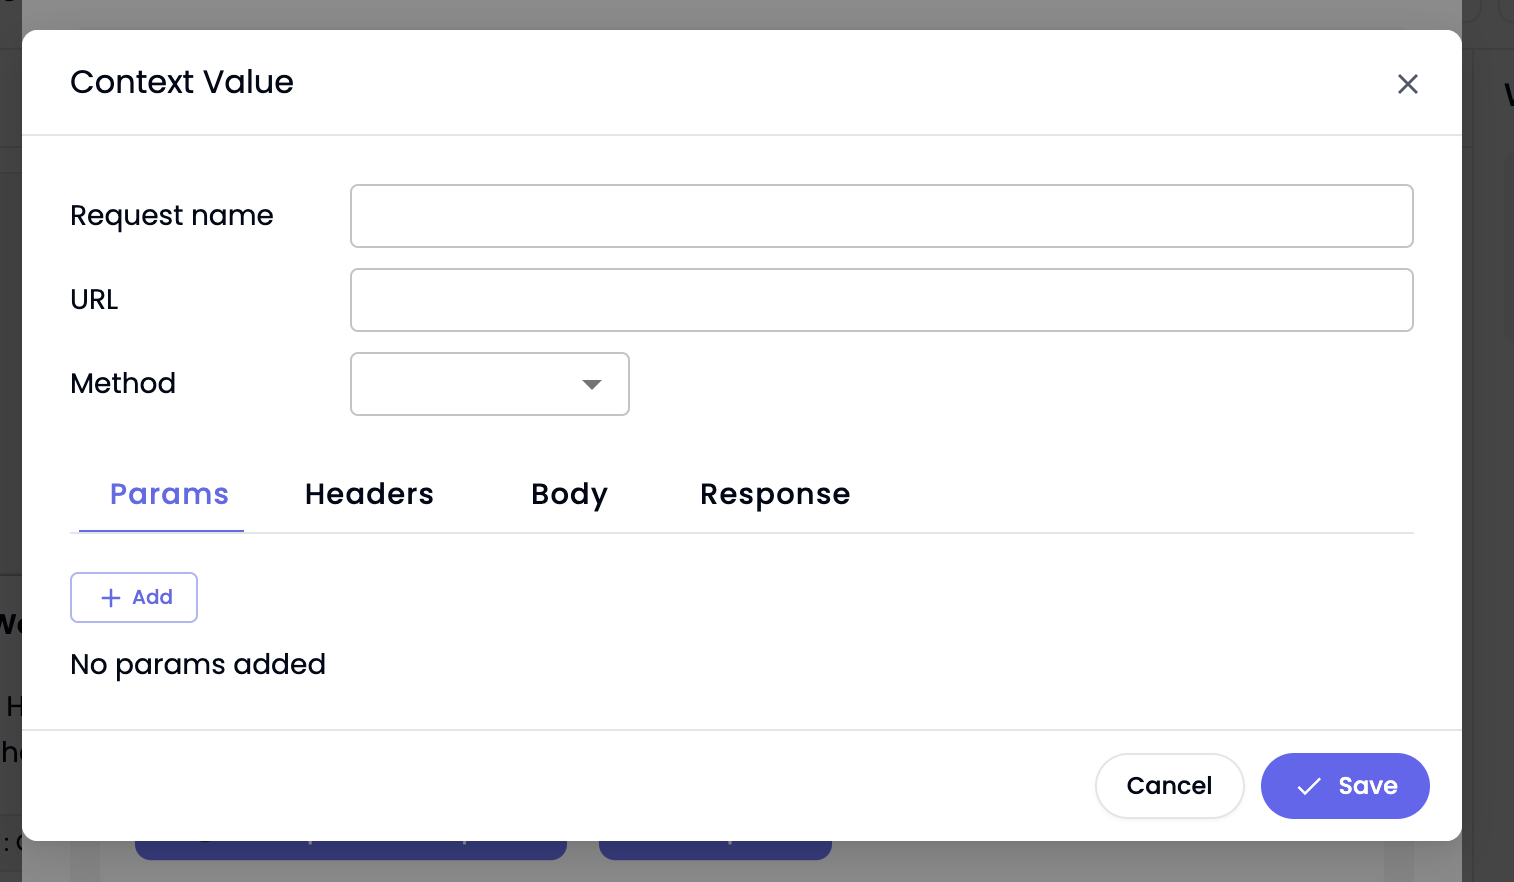 Context Value
Request name
URL
Method
Params Headers Body Response
Add
No params added
Cancel Save